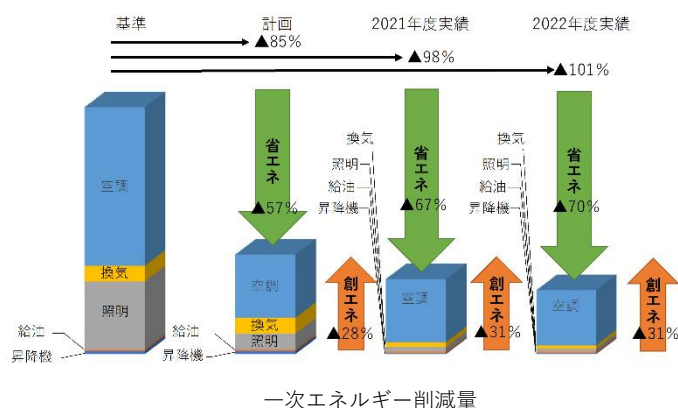 基準
計画
2021年度実績
2022年度実績
▲85%
▲98%
▲101%
空調
換気
照明
給油
昇降機
省エネ
▲57%
空調
換気
照明
給油
昇降機
創エネ
▲28%
換気
照明
給油
昇降機
省エネ
▲67%
空調
創エネ
▲31%
換気
照明
給油
昇降機
省エネ
▲70%
空調
創エネ
▲31%
一次エネルギー削減量